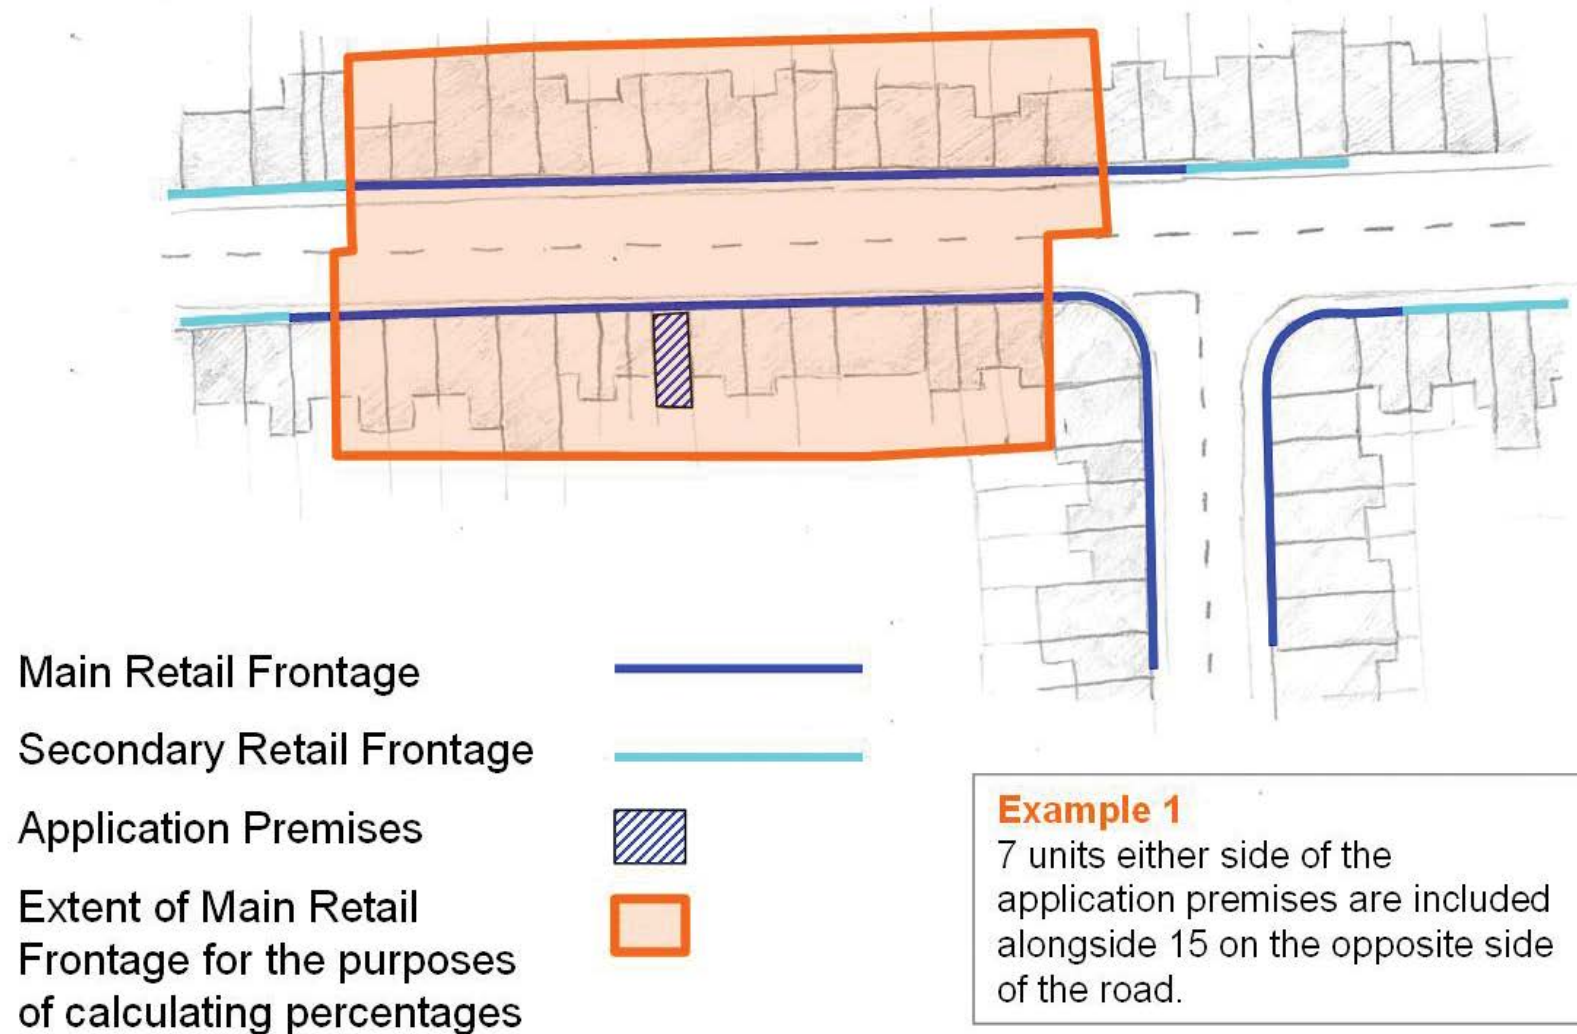 Main Retail Frontage
Secondary Retail Frontage
Application Premises
Extent of Main Retail
Frontage for the purposes
of calculating percentages
Example 1
7 units either side of the
application premises are included
alongside 15 on the opposite side
of the road.